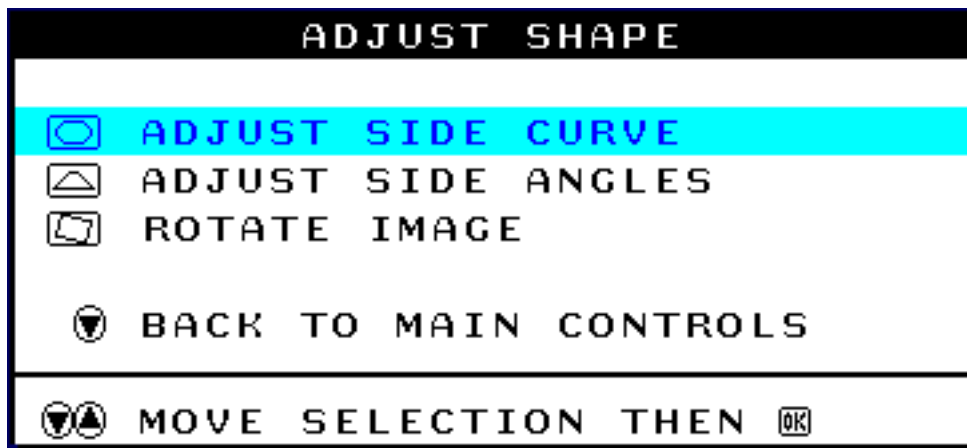 ADJUST SHAPE
ADJUST SIDE CURVE
ADJUST SIDE ANGLES
ROTATE IMAGE
BACK TO MAIN CONTROLS
MOVE SELECTION THEN OK